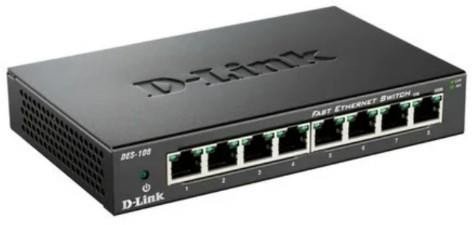 D-Link
FAST ETHERNET SWITCH
DES-108
D-Link
1 2 3 4 5 6 7 8